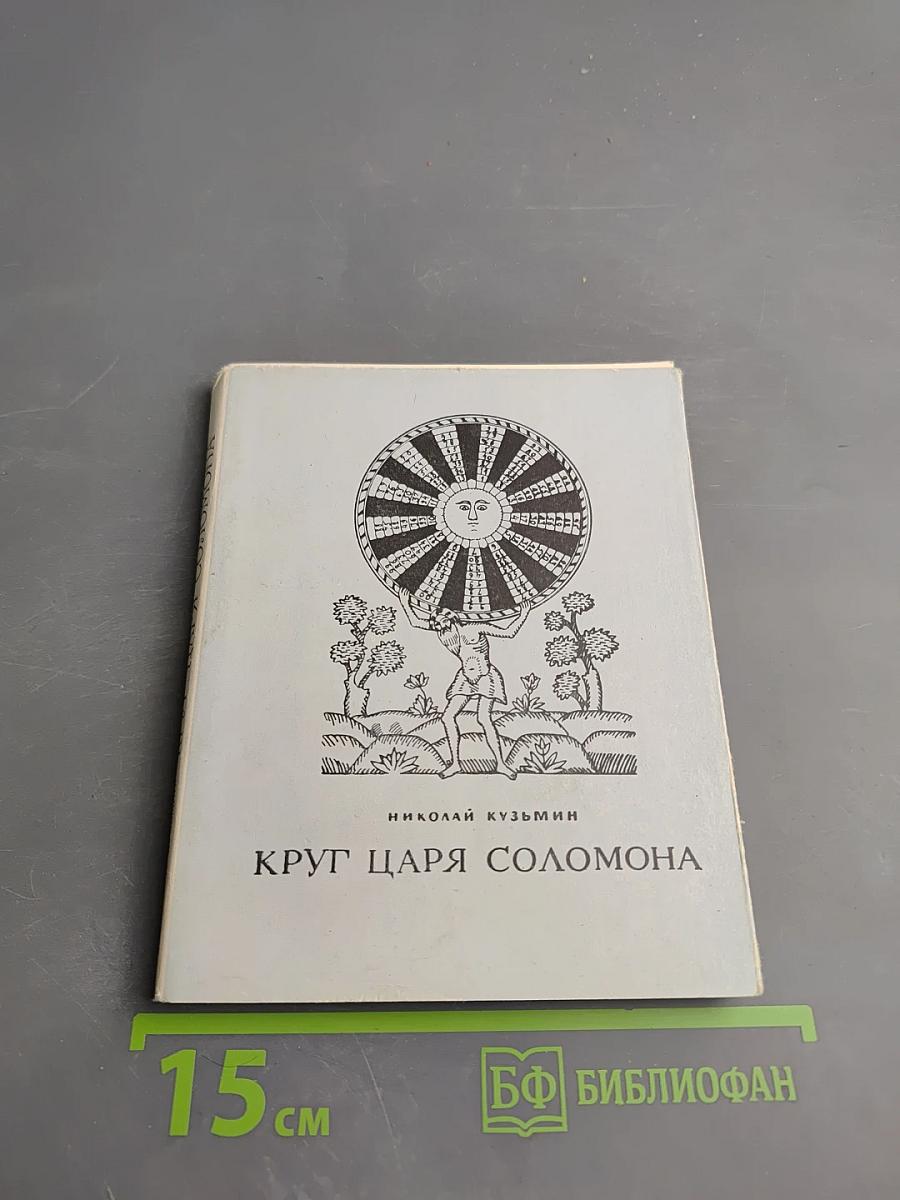 НИКОЛАЙ КУЗЬМИН
КРУГ ЦАРЯ СОЛОМОНА
15 см
БФ БИБЛИОФАН